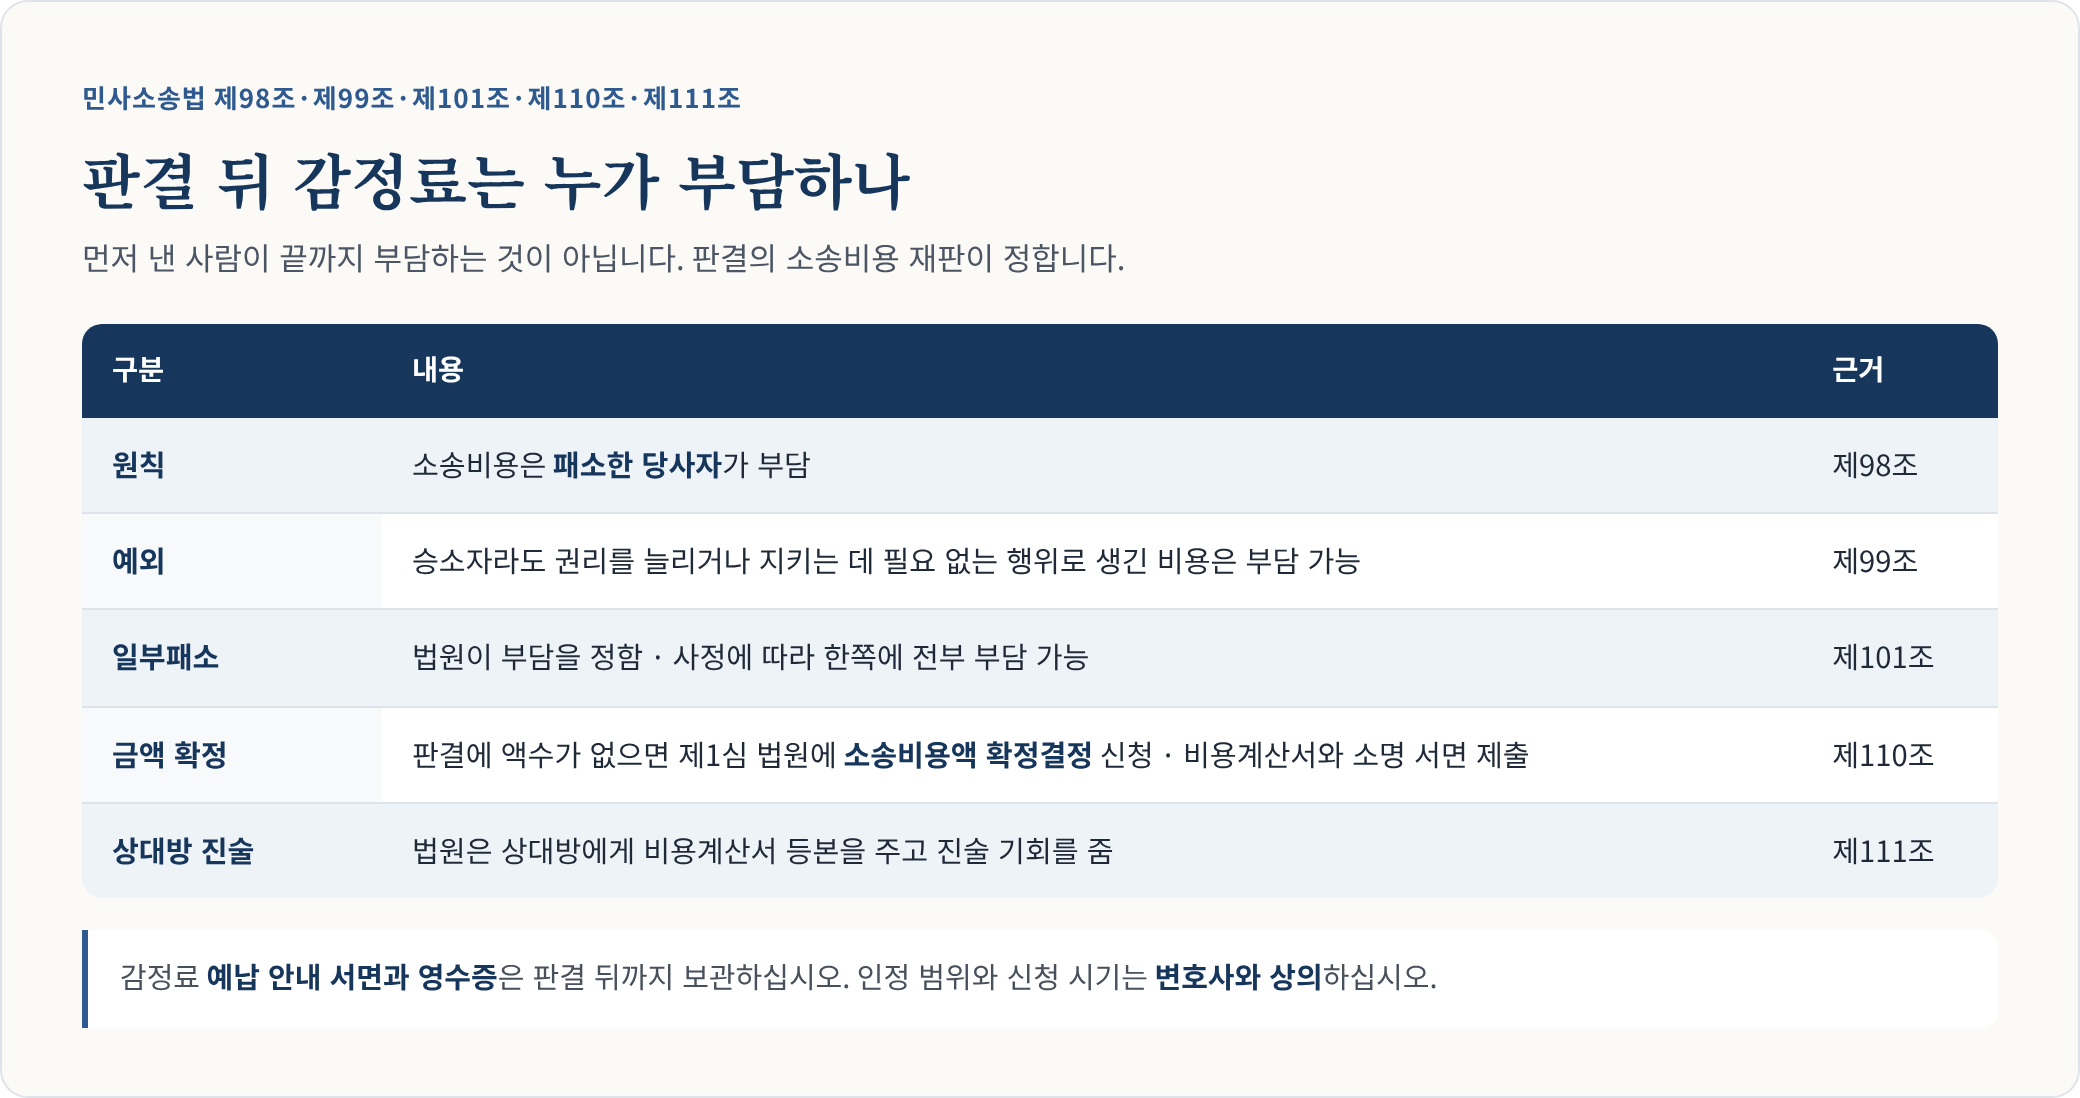 민사소송법 제98조·제99조·제101조·제110조·제111조
판결 뒤 감정료는 누가 부담하나
먼저 낸 사람이 끝까지 부담하는 것이 아닙니다. 판결의 소송비용 재판이 정합니다.
구분 내용 근거
원칙 소송비용은 패소한 당사자가 부담 제98조
예외 승소자라도 권리를 늘리거나 지키는 데 필요 없는 행위로 생긴 비용은 부담 가능 제99조
일부패소 법원이 부담을 정함 · 사정에 따라 한쪽에 전부 부담 가능 제101조
금액 확정 판결에 액수가 없으면 제1심 법원에 소송비용액 확정결정 신청 · 비용계산서와 소명 서면 제출 제110조
상대방 진술 법원은 상대방에게 비용계산서 등본을 주고 진술 기회를 줌 제111조
감정료 예납 안내 서면과 영수증은 판결 뒤까지 보관하십시오. 인정 범위와 신청 시기는 변호사와 상의하십시오.